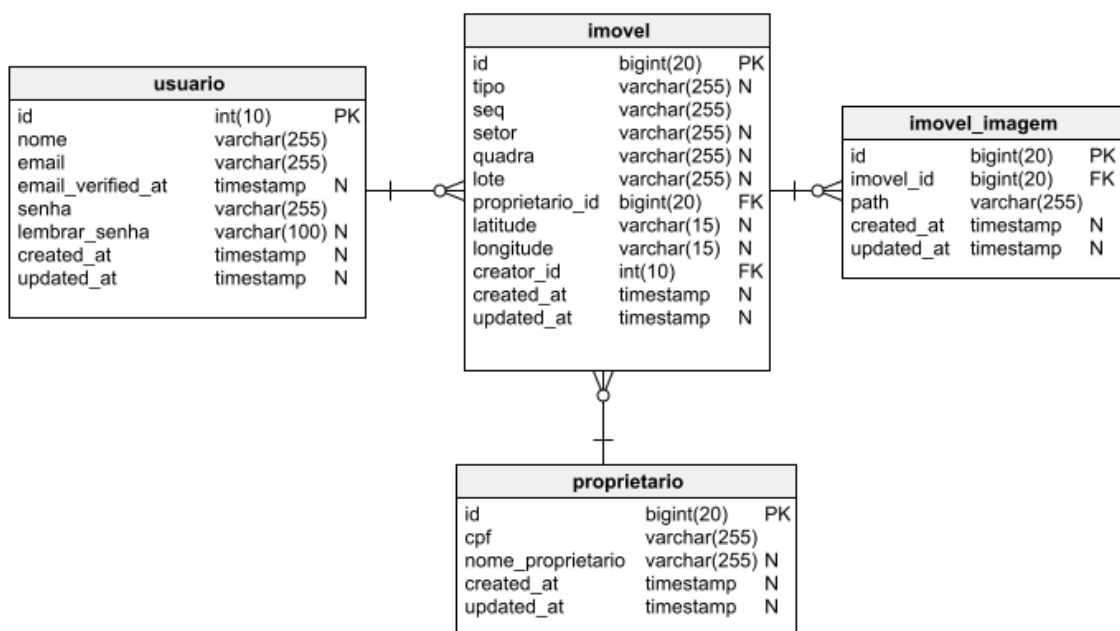 usuario
id int(10) PK
nome varchar(255)
email varchar(255)
email_verified_at timestamp N
senha varchar(255)
lembrar_senha varchar(100) N
created_at timestamp N
updated_at timestamp N
imovel
id bigint(20) PK
tipo varchar(255) N
seq varchar(255)
setor varchar(255) N
quadra varchar(255) N
lote varchar(255) N
proprietario_id bigint(20) FK
latitude varchar(15) N
longitude varchar(15) N
creator_id int(10) FK
created_at timestamp N
updated_at timestamp N
imovel_imagem
id bigint(20) PK
imovel_id bigint(20) FK
path varchar(255)
created_at timestamp N
updated_at timestamp N
proprietario
id bigint(20) PK
cpf varchar(255)
nome_proprietario varchar(255) N
created_at timestamp N
updated_at timestamp N